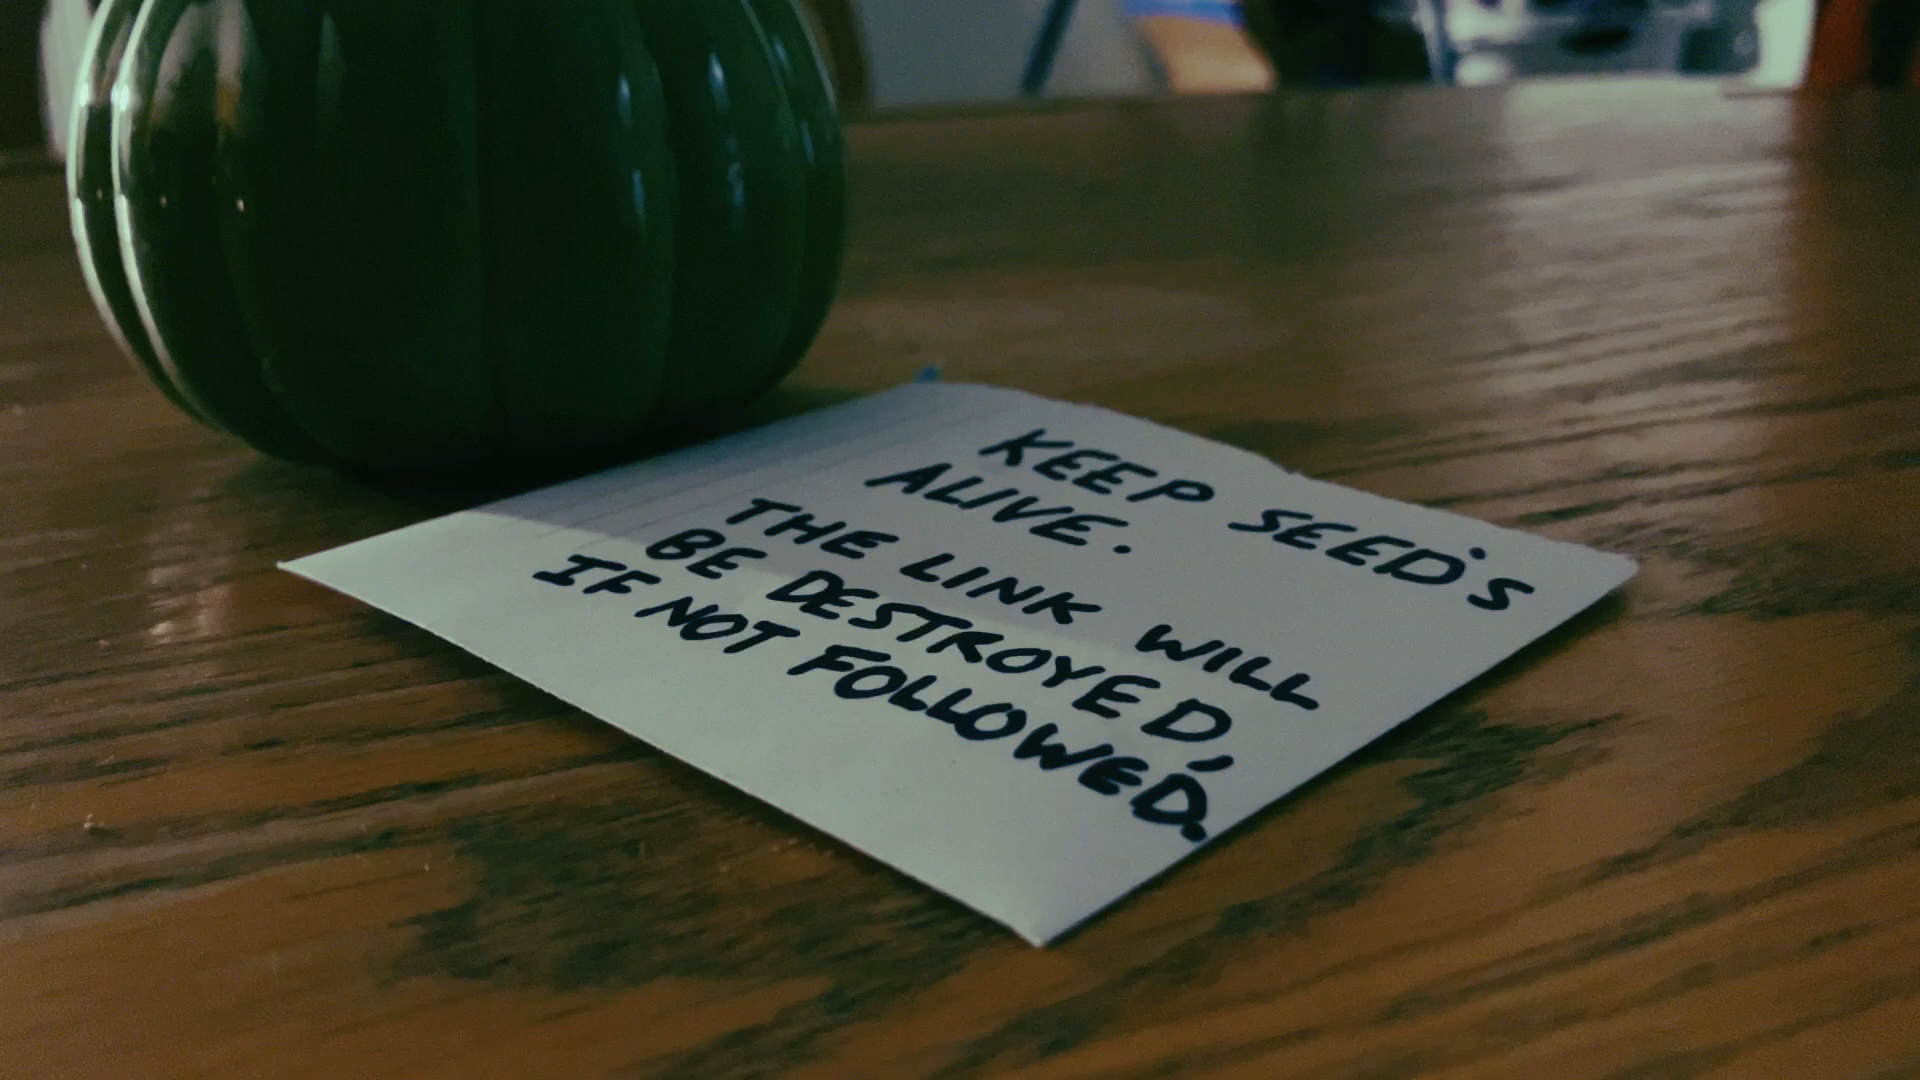 KEEP SEED'S
ALIVE.
THE LINK WILL
BE DESTROYED,
IF NOT FOLLOWED.